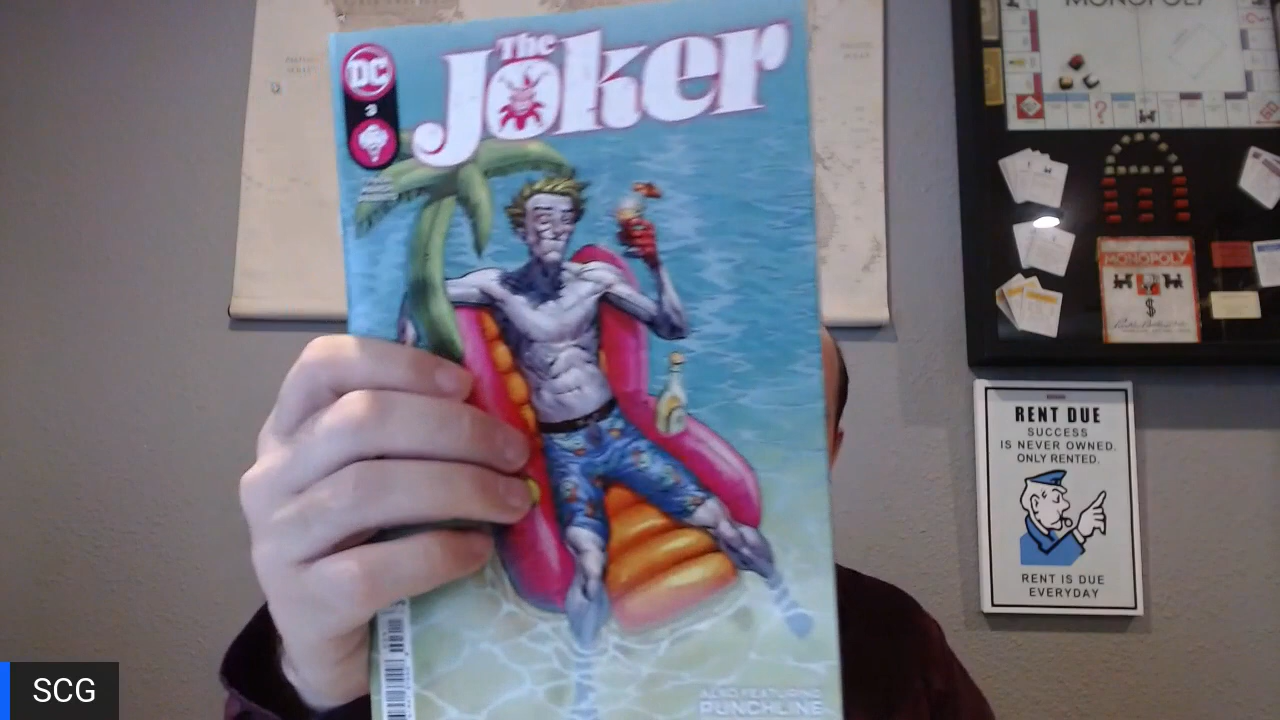 The
Joker
DC
3
ALSO FEATURING
PUNCHLINE
MONOPOLY
MONOPOLY
RENT DUE
SUCCESS
IS NEVER OWNED.
ONLY RENTED.
RENT IS DUE
EVERYDAY
SCG